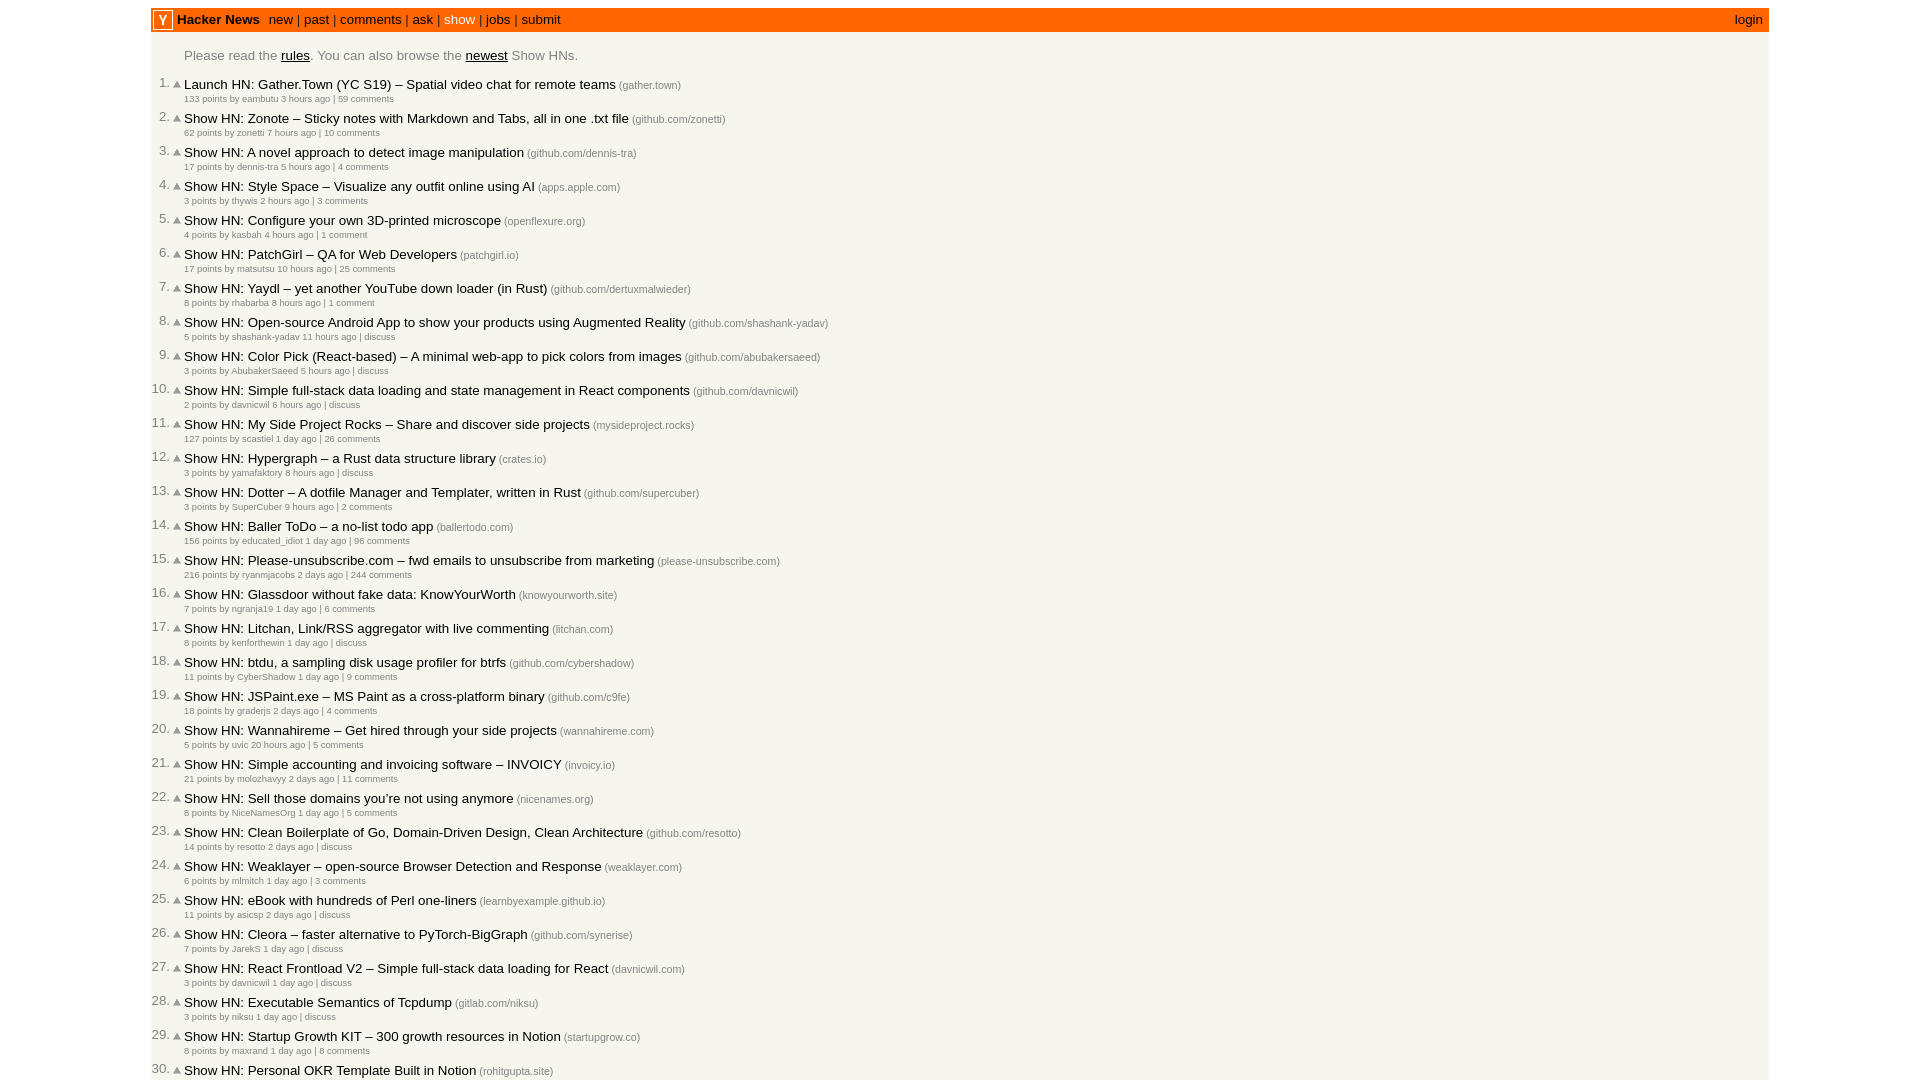 Y Hacker News new | past | comments | ask | show | jobs | submit login
Please read the rules. You can also browse the newest Show HNs.
1. Launch HN: Gather.Town (YC S19) – Spatial video chat for remote teams (gather.town)
133 points by eambutu 3 hours ago | 59 comments
2. Show HN: Zonote – Sticky notes with Markdown and Tabs, all in one .txt file (github.com/zonetti)
62 points by zonetti 7 hours ago | 10 comments
3. Show HN: A novel approach to detect image manipulation (github.com/dennis-tra)
17 points by dennis-tra 5 hours ago | 4 comments
4. Show HN: Style Space – Visualize any outfit online using AI (apps.apple.com)
3 points by thywis 2 hours ago | 3 comments
5. Show HN: Configure your own 3D-printed microscope (openflexure.org)
4 points by kasbah 4 hours ago | 1 comment
6. Show HN: PatchGirl – QA for Web Developers (patchgirl.io)
17 points by matsutsu 10 hours ago | 25 comments
7. Show HN: Yaydl – yet another YouTube down loader (in Rust) (github.com/dertuxmalwieder)
8 points by rhabarba 8 hours ago | 1 comment
8. Show HN: Open-source Android App to show your products using Augmented Reality (github.com/shashank-yadav)
5 points by shashank-yadav 11 hours ago | discuss
9. Show HN: Color Pick (React-based) – A minimal web-app to pick colors from images (github.com/abubakersaeed)
3 points by AbubakerSaeed 5 hours ago | discuss
10. Show HN: Simple full-stack data loading and state management in React components (github.com/davnicwil)
2 points by davnicwil 6 hours ago | discuss
11. Show HN: My Side Project Rocks – Share and discover side projects (mysideproject.rocks)
127 points by scastiel 1 day ago | 26 comments
12. Show HN: Hypergraph – a Rust data structure library (crates.io)
3 points by yamafaktory 8 hours ago | discuss
13. Show HN: Dotter – A dotfile Manager and Templater, written in Rust (github.com/supercuber)
3 points by SuperCuber 9 hours ago | 2 comments
14. Show HN: Baller ToDo – a no-list todo app (ballertodo.com)
156 points by educated_idiot 1 day ago | 96 comments
15. Show HN: Please-unsubscribe.com – fwd emails to unsubscribe from marketing (please-unsubscribe.com)
216 points by ryanmjacobs 2 days ago | 244 comments
16. Show HN: Glassdoor without fake data: KnowYourWorth (knowyourworth.site)
7 points by ngranja19 1 day ago | 6 comments
17. Show HN: Litchan, Link/RSS aggregator with live commenting (litchan.com)
8 points by kenforthewin 1 day ago | discuss
18. Show HN: btdu, a sampling disk usage profiler for btrfs (github.com/cybershadow)
11 points by CyberShadow 1 day ago | 9 comments
19. Show HN: JSPaint.exe – MS Paint as a cross-platform binary (github.com/c9fe)
18 points by graderjs 2 days ago | 4 comments
20. Show HN: Wannahireme – Get hired through your side projects (wannahireme.com)
5 points by uvic 20 hours ago | 5 comments
21. Show HN: Simple accounting and invoicing software – INVOICY (invoicy.io)
21 points by molozhavyy 2 days ago | 11 comments
22. Show HN: Sell those domains you’re not using anymore (nicenames.org)
8 points by NiceNamesOrg 1 day ago | 5 comments
23. Show HN: Clean Boilerplate of Go, Domain-Driven Design, Clean Architecture (github.com/resotto)
14 points by resotto 2 days ago | discuss
24. Show HN: Weaklayer – open-source Browser Detection and Response (weaklayer.com)
6 points by mlmitch 1 day ago | 3 comments
25. Show HN: eBook with hundreds of Perl one-liners (learnbyexample.github.io)
11 points by asicsp 2 days ago | discuss
26. Show HN: Cleora – faster alternative to PyTorch-BigGraph (github.com/synerise)
7 points by JarekS 1 day ago | discuss
27. Show HN: React Frontload V2 – Simple full-stack data loading for React (davnicwil.com)
3 points by davnicwil 1 day ago | discuss
28. Show HN: Executable Semantics of Tcpdump (gitlab.com/niksu)
3 points by niksu 1 day ago | discuss
29. Show HN: Startup Growth KIT – 300 growth resources in Notion (startupgrow.co)
8 points by maxrand 1 day ago | 8 comments
30. Show HN: Personal OKR Template Built in Notion (rohitgupta.site)